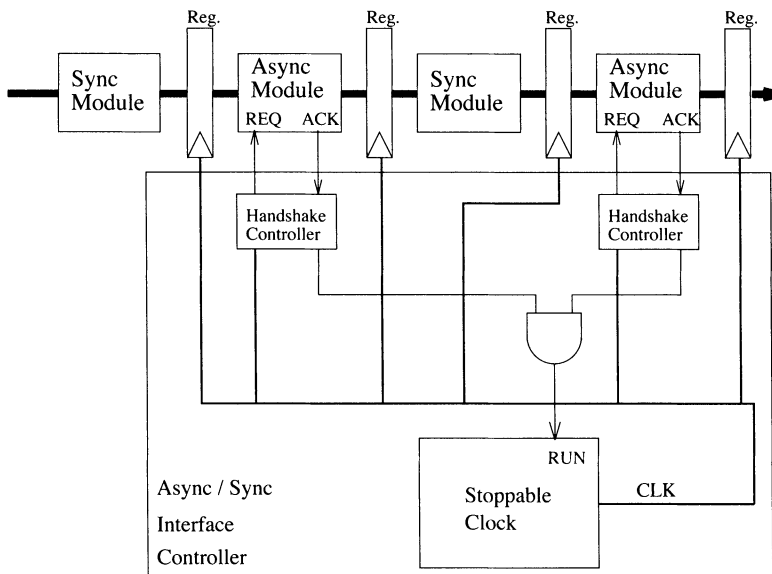 Reg.
Reg.
Reg.
Reg.
Sync
Module
Async
Module
REQ ACK
Sync
Module
Async
Module
REQ ACK
Handshake
Controller
Handshake
Controller
RUN
Stoppable
Clock
CLK
Async / Sync
Interface
Controller